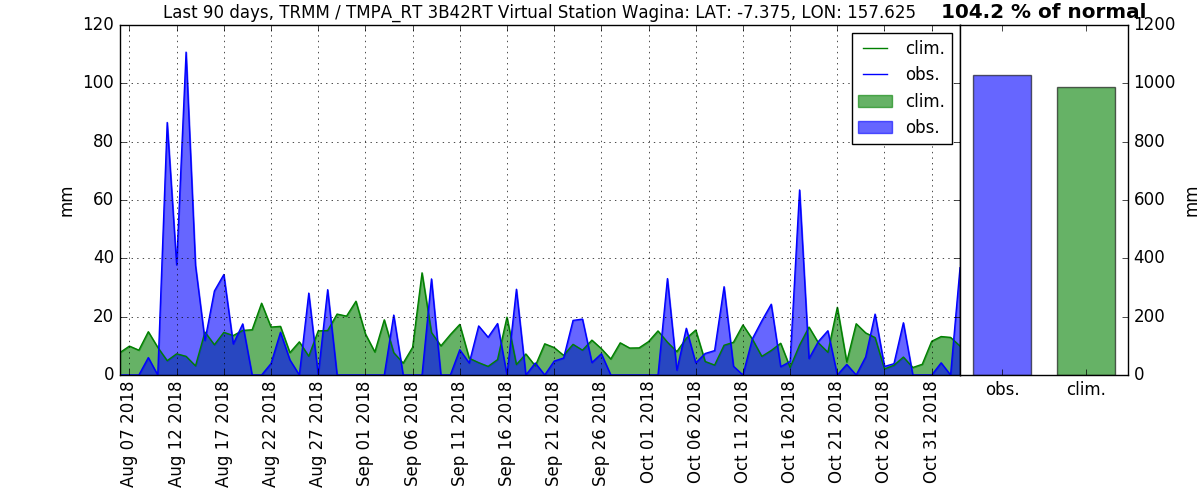 Last 90 days, TRMM / TMPA_RT 3B42RT Virtual Station Wagina: LAT: -7.375, LON: 157.625
104.2 % of normal
120
100
80
60
40
20
0
mm
clim.
obs.
clim.
obs.
1200
1000
800
600
400
200
0
mm
obs.
clim.
Aug 07 2018
Aug 12 2018
Aug 17 2018
Aug 22 2018
Aug 27 2018
Sep 01 2018
Sep 06 2018
Sep 11 2018
Sep 16 2018
Sep 21 2018
Sep 26 2018
Oct 01 2018
Oct 06 2018
Oct 11 2018
Oct 16 2018
Oct 21 2018
Oct 26 2018
Oct 31 2018